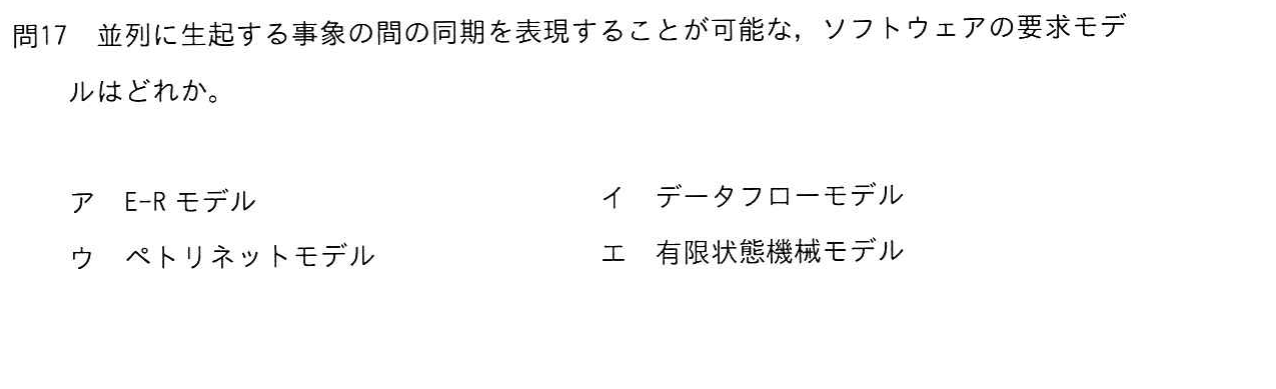 問17　並列に生起する事象の間の同期を表現することが可能な，ソフトウェアの要求モデ
ルはどれか。
ア　E-R モデル
イ　データフローモデル
ウ　ペトリネットモデル
エ　有限状態機械モデル